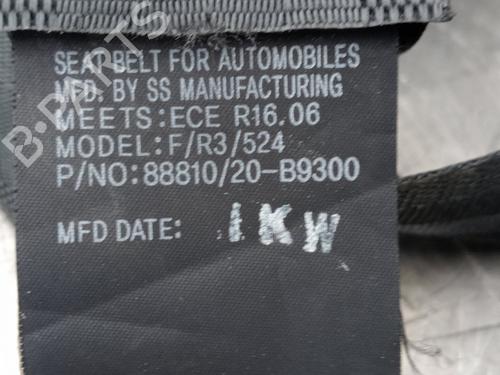 SEAT BELT FOR AUTOMOBILES
MFD. BY SS MANUFACTURING
MEETS:ECE R16.06
MODEL:F/R3/524
P/NO:88810/20-B9300
MFD DATE: 1KW
B-PARTS